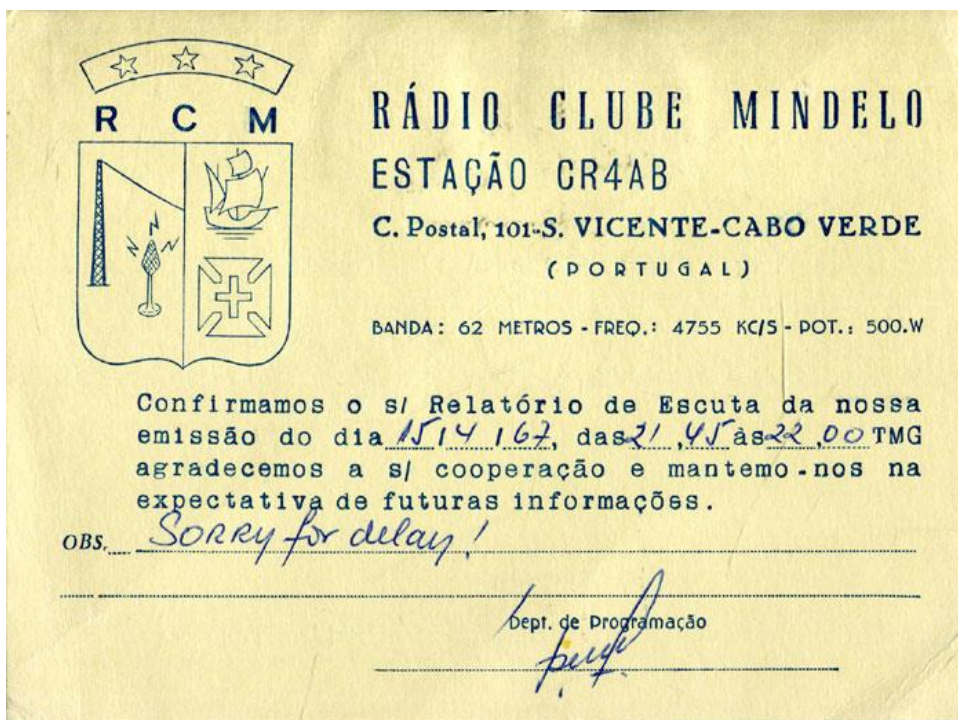 R C M
RÁDIO CLUBE MINDELO
ESTAÇÃO CR4AB
C. Postal, 101-S. VICENTE-CABO VERDE
(PORTUGAL)
BANDA: 62 METROS - FREQ.: 4755 KC/S - POT.: 500.W
Confirmamos o s/ Relatório de Escuta da nossa
emissão do dia 15/4/67, das 21,45 às 22,00 TMG
agradecemos a s/ cooperação e mantemo-nos na
expectativa de futuras informações.
OBS. SORRY for delay!
Dept. de Programação